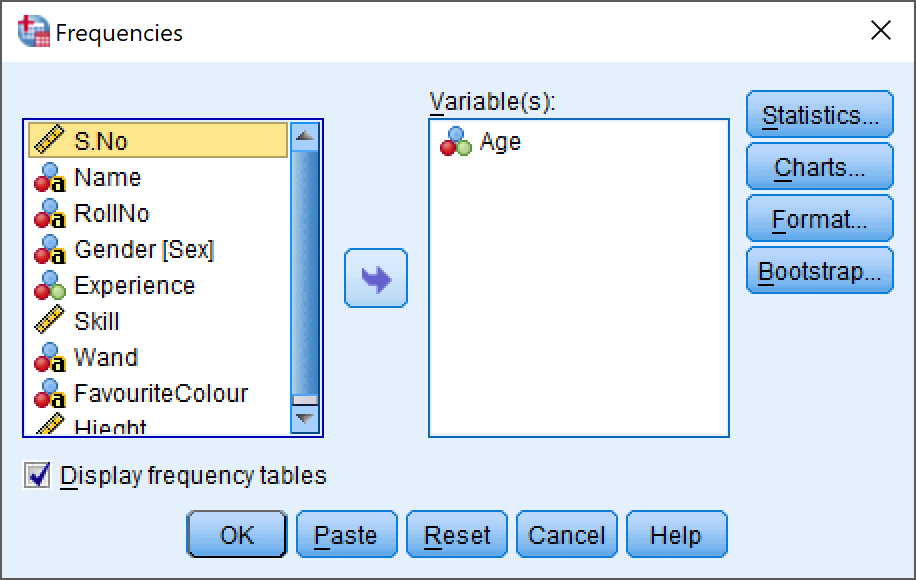 Frequencies
Variable(s):
S.No
Name
RollNo
Gender [Sex]
Experience
Skill
Wand
FavouriteColour
Hieght
Age
Statistics...
Charts...
Format...
Bootstrap...
Display frequency tables
OK
Paste
Reset
Cancel
Help